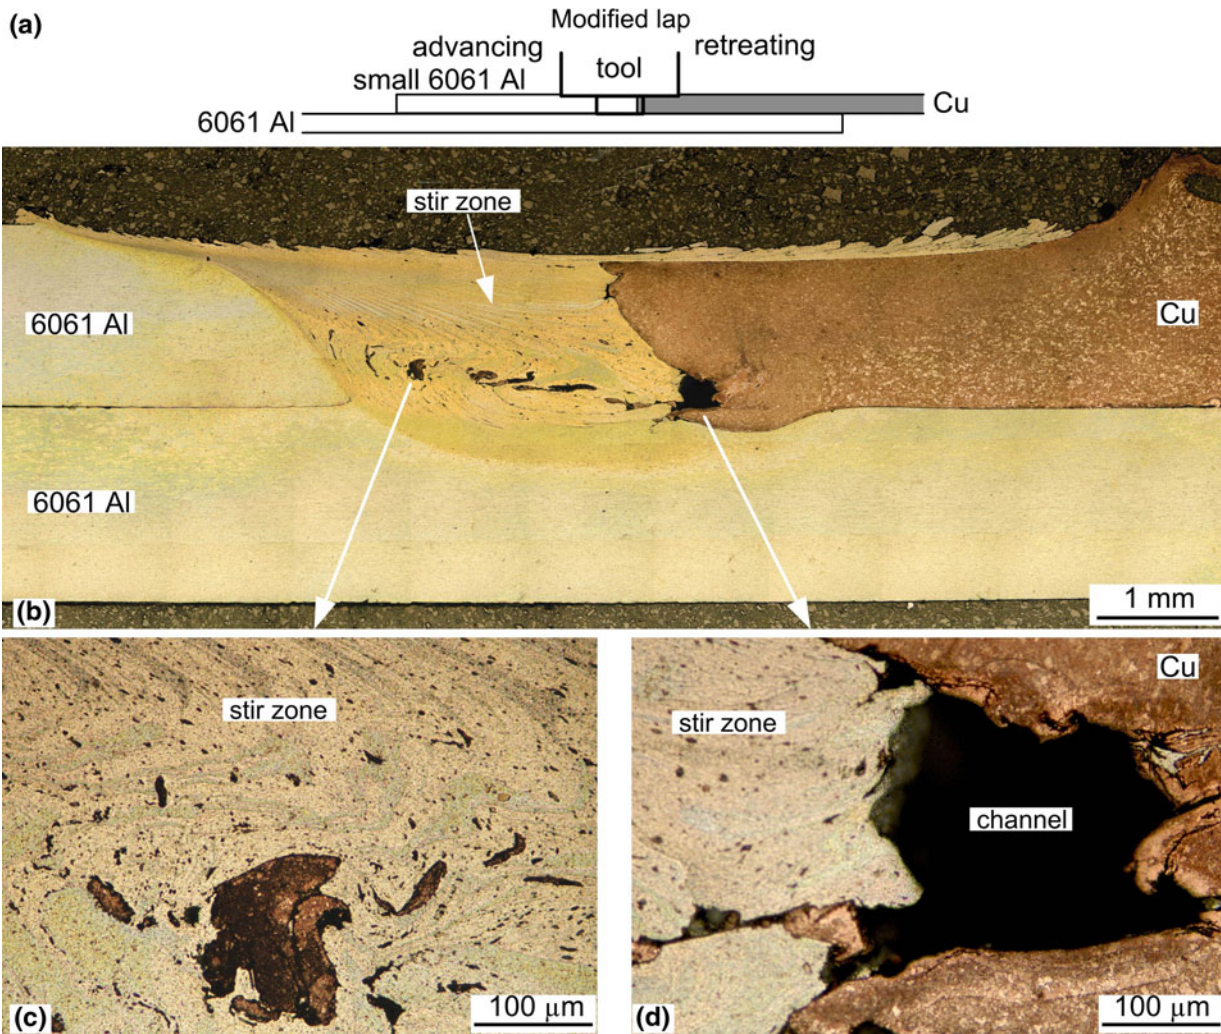 (a)
Modified lap
advancing
retreating
small 6061 Al
tool
Cu
6061 Al
stir zone
6061 Al
Cu
6061 Al
(b)
1 mm
stir zone
(c)
100 μm
Cu
stir zone
channel
(d)
100 μm